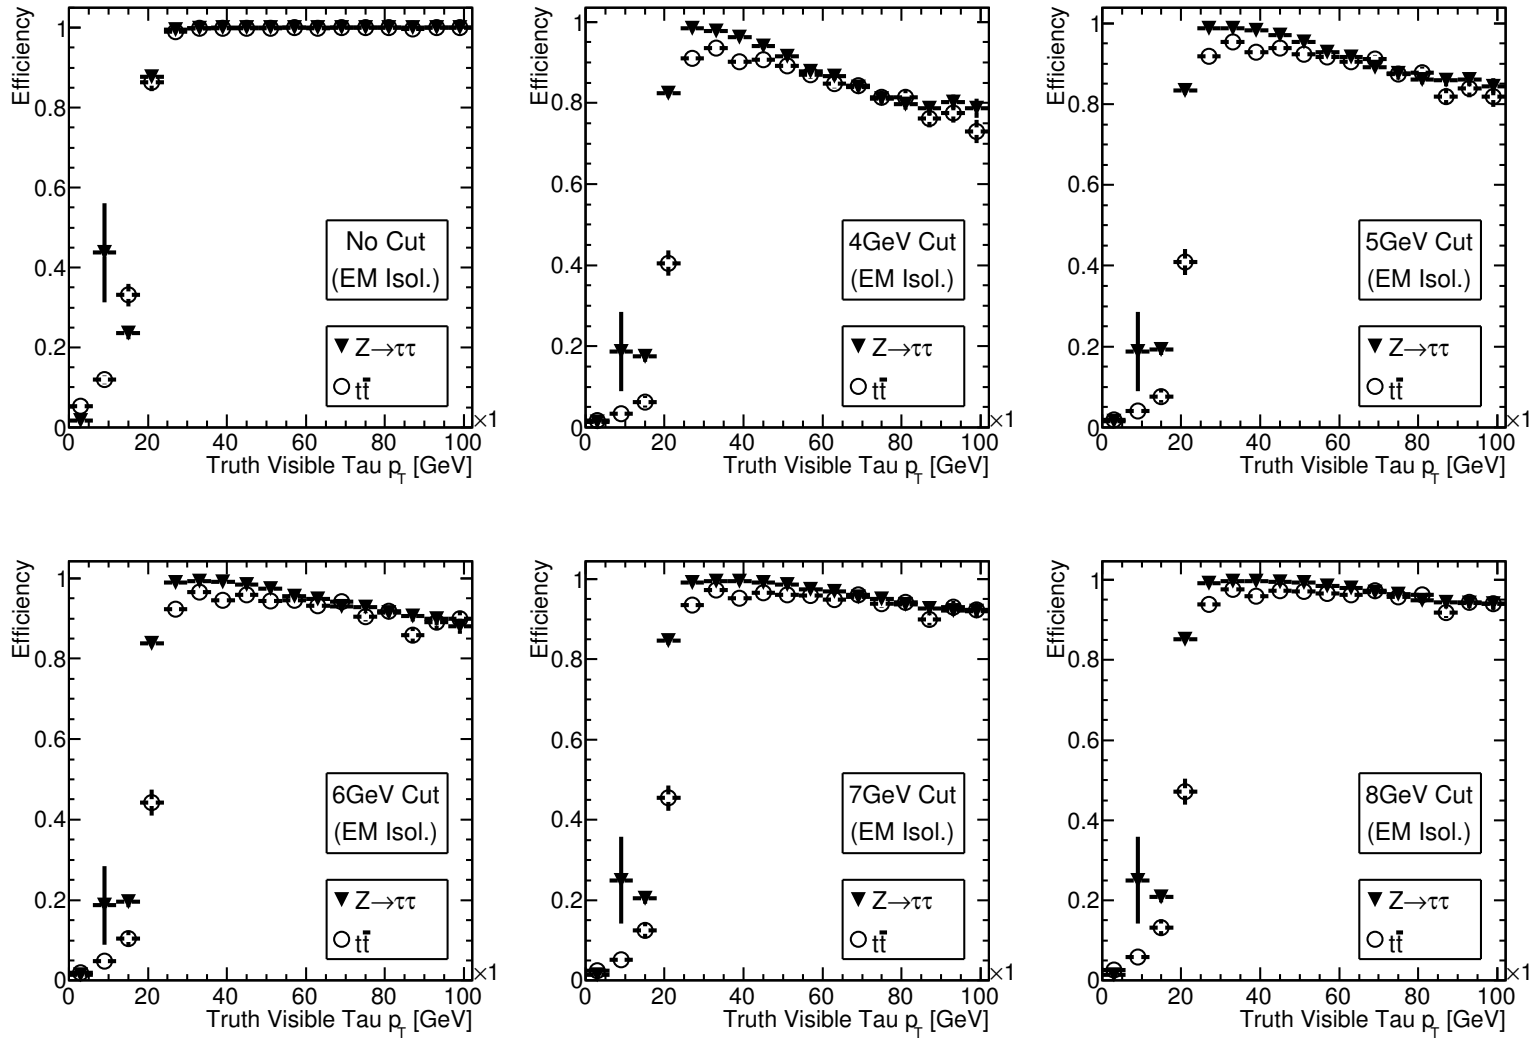 Efficiency
1
0.8
0.6
0.4
0.2
0
No Cut
(EM Isol.)
Z→ττ
tt̄
0 20 40 60 80 100 ×1
Truth Visible Tau p_T [GeV]
Efficiency
1
0.8
0.6
0.4
0.2
0
4GeV Cut
(EM Isol.)
Z→ττ
tt̄
0 20 40 60 80 100 ×1
Truth Visible Tau p_T [GeV]
Efficiency
1
0.8
0.6
0.4
0.2
0
5GeV Cut
(EM Isol.)
Z→ττ
tt̄
0 20 40 60 80 100 ×1
Truth Visible Tau p_T [GeV]
Efficiency
1
0.8
0.6
0.4
0.2
0
6GeV Cut
(EM Isol.)
Z→ττ
tt̄
0 20 40 60 80 100 ×1
Truth Visible Tau p_T [GeV]
Efficiency
1
0.8
0.6
0.4
0.2
0
7GeV Cut
(EM Isol.)
Z→ττ
tt̄
0 20 40 60 80 100 ×1
Truth Visible Tau p_T [GeV]
Efficiency
1
0.8
0.6
0.4
0.2
0
8GeV Cut
(EM Isol.)
Z→ττ
tt̄
0 20 40 60 80 100 ×1
Truth Visible Tau p_T [GeV]